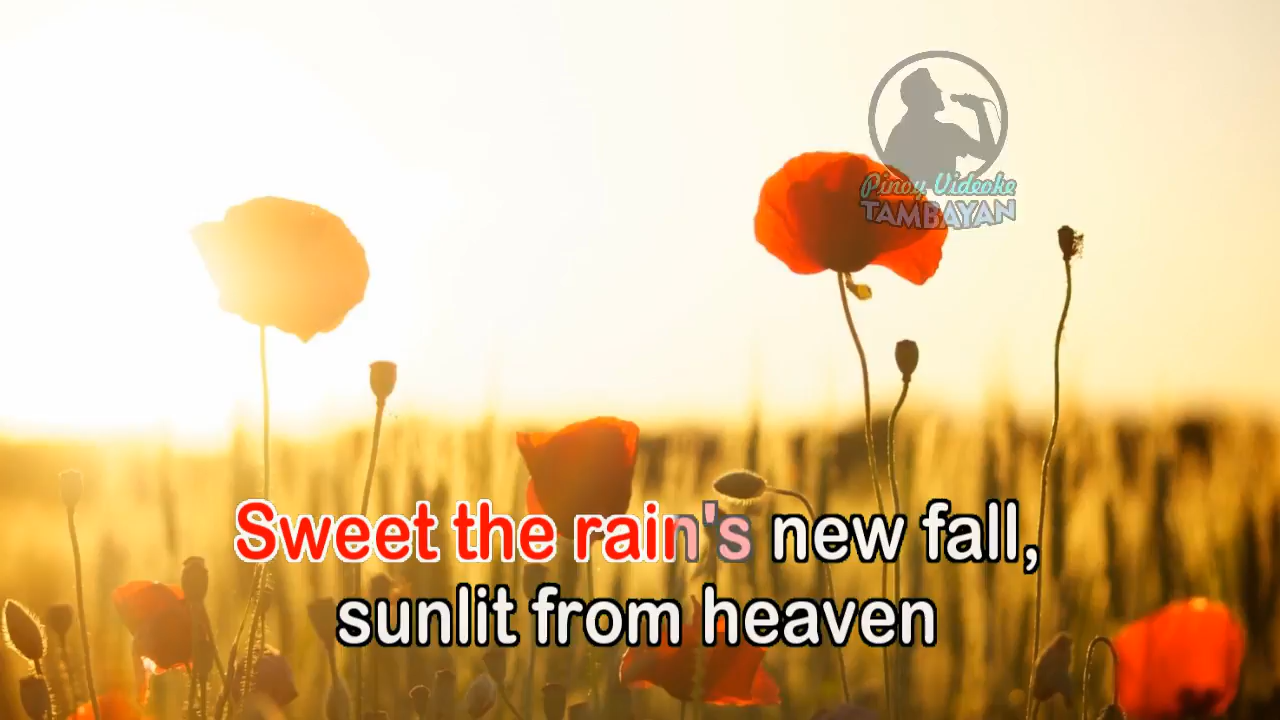 Pinoy Videoke
TAMBAYAN
Sweet the rain's new fall,
sunlit from heaven